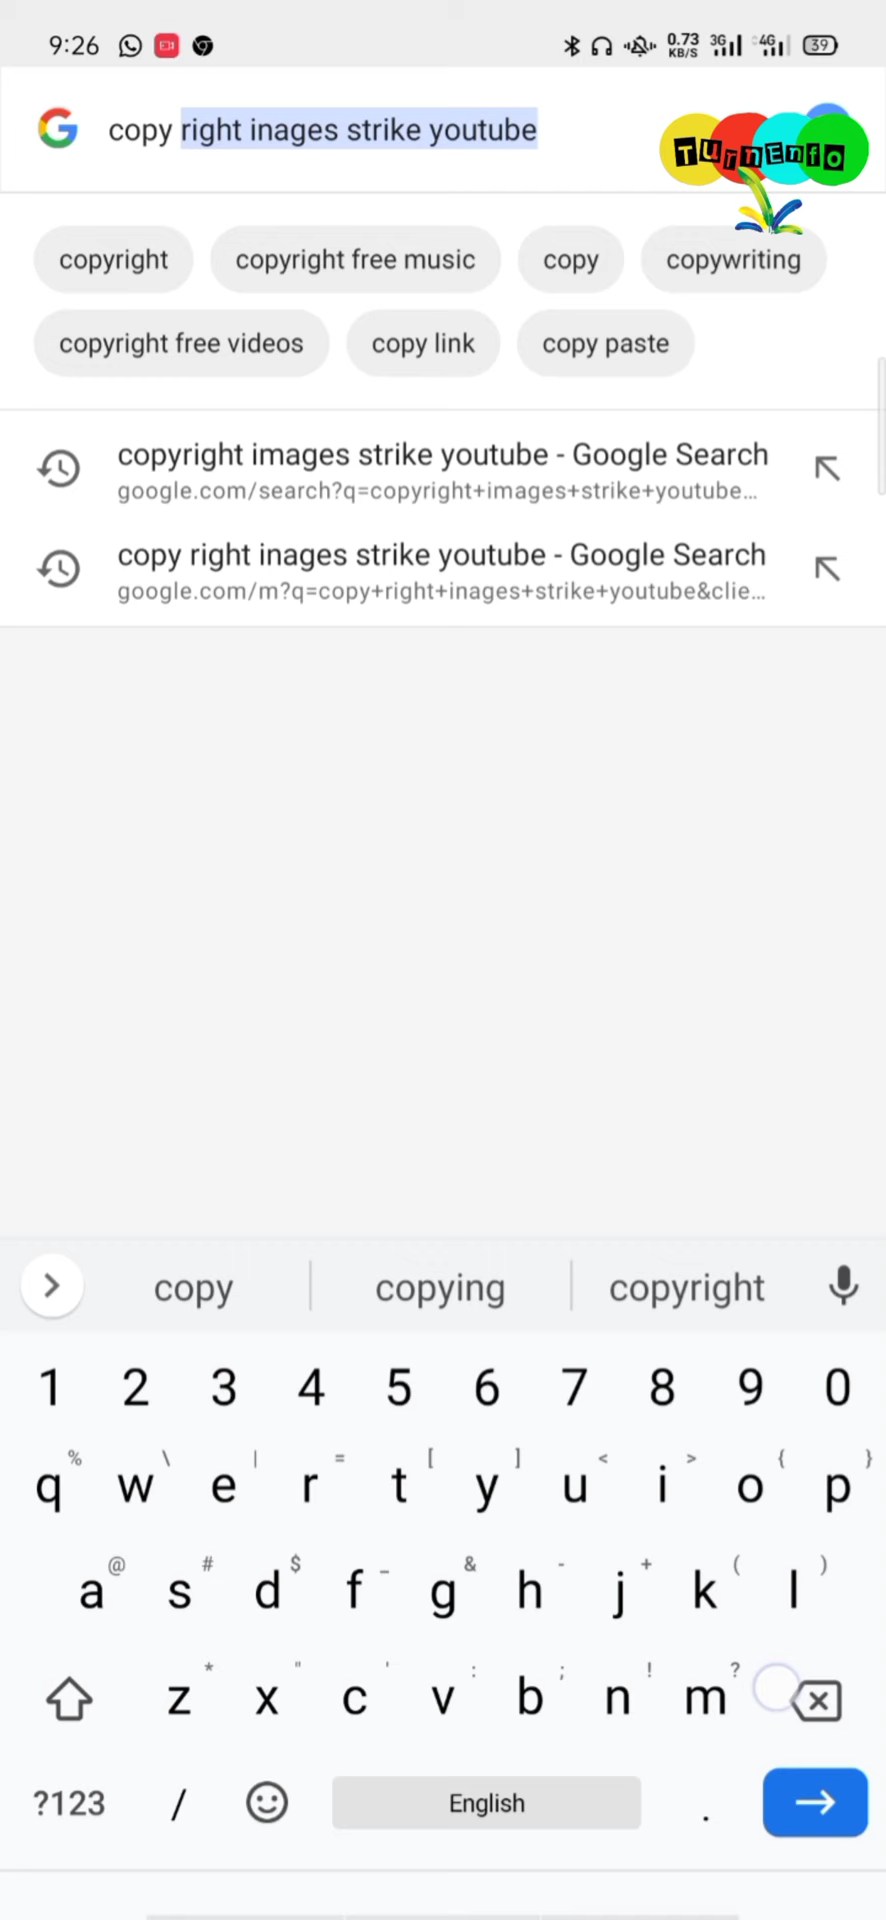 9:26 0.73 KB/S 3G 4G 39
copy right inages strike youtube
TurnEnfo
copyright copyright free music copy copywriting
copyright free videos copy link copy paste
copyright images strike youtube - Google Search
google.com/search?q=copyright+images+strike+youtube...
copy right inages strike youtube - Google Search
google.com/m?q=copy+right+inages+strike+youtube&clie...
copy copying copyright
1 2 3 4 5 6 7 8 9 0
% \ | = [ ] < > { }
q w e r t y u i o p
@ # $ _ & - + ( )
a s d f g h j k l
* " ' : ; ! ?
z x c v b n m
?123 / English .